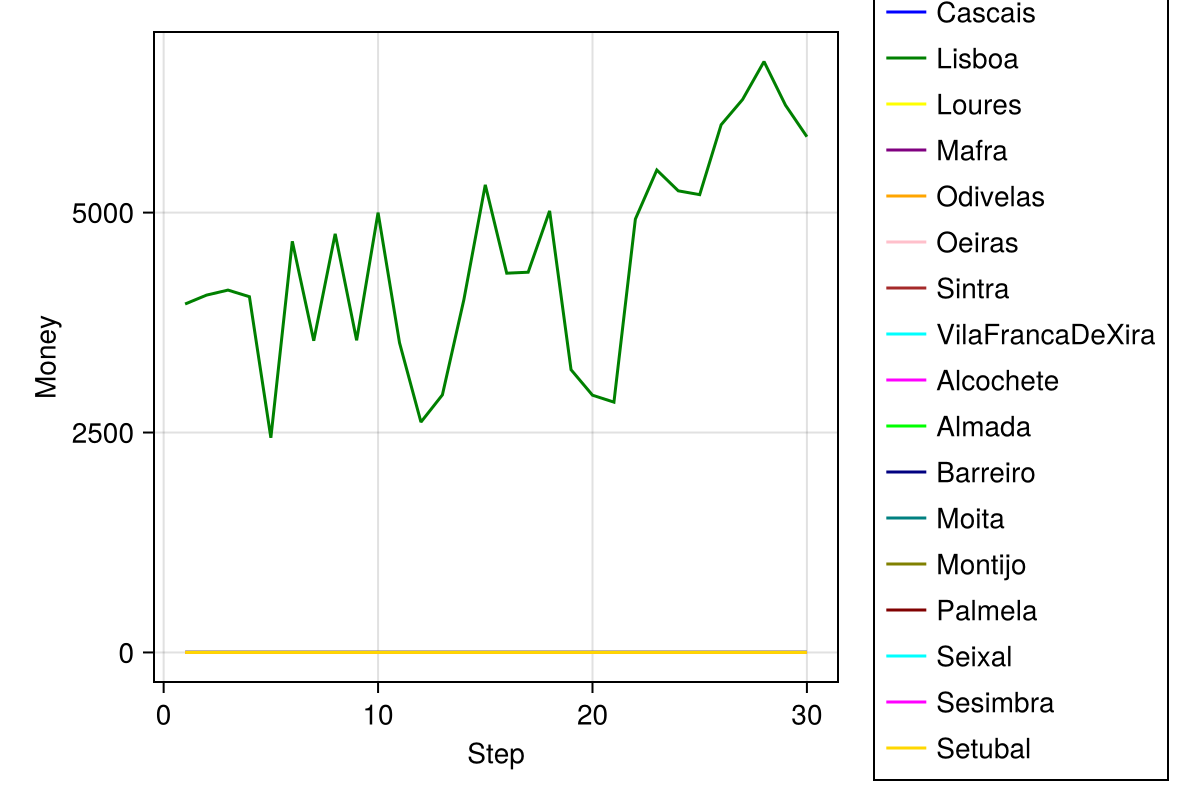 Money
5000
2500
0
0
10
20
30
Step
Cascais
Lisboa
Loures
Mafra
Odivelas
Oeiras
Sintra
VilaFrancaDeXira
Alcochete
Almada
Barreiro
Moita
Montijo
Palmela
Seixal
Sesimbra
Setubal